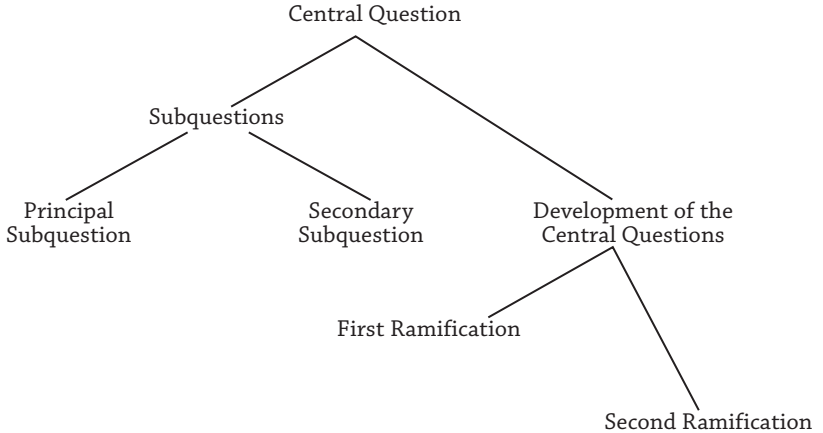 Central Question
Subquestions
Principal
Subquestion
Secondary
Subquestion
Development of the
Central Questions
First Ramification
Second Ramification